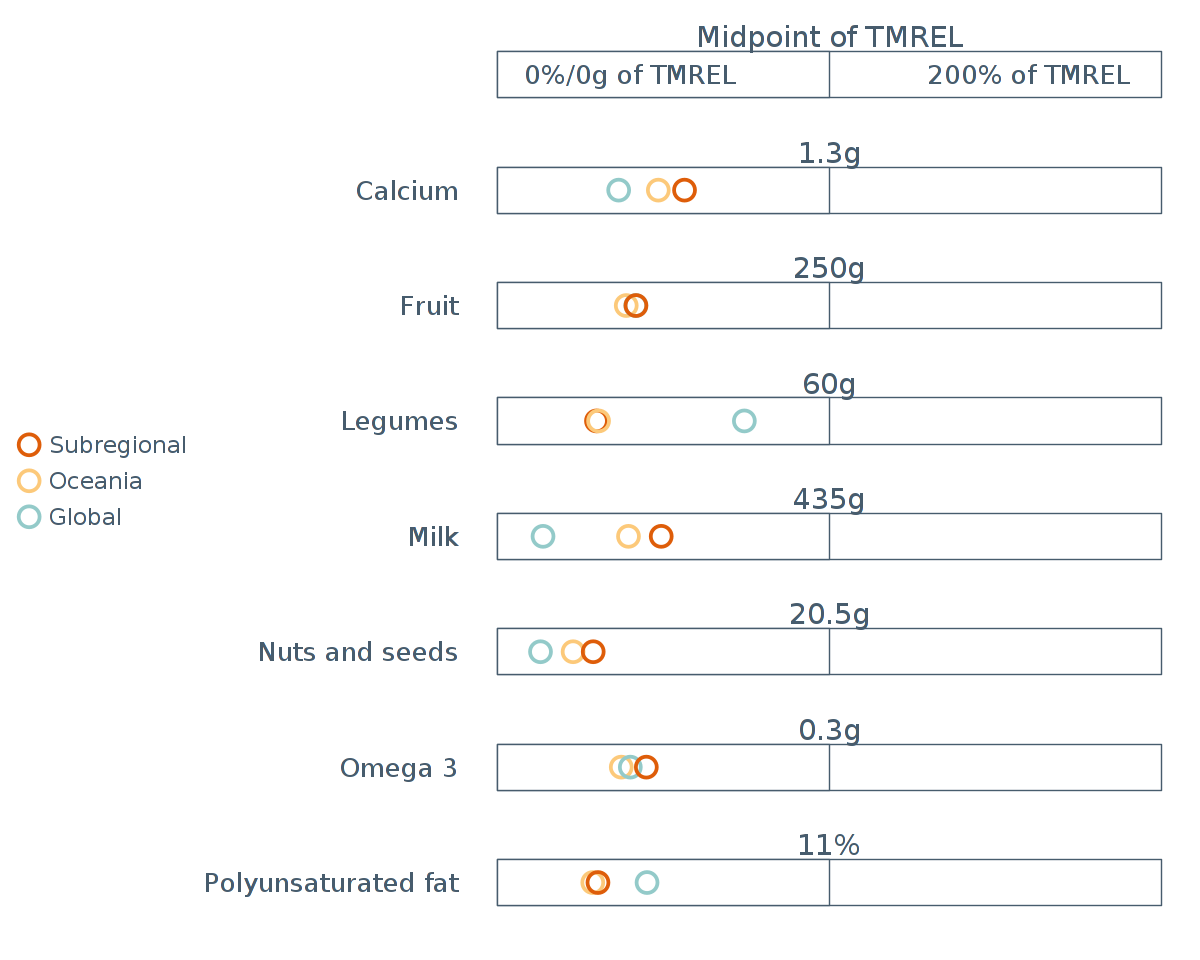 Midpoint of TMREL
0%/0g of TMREL
200% of TMREL
1.3g
Calcium
250g
Fruit
60g
Legumes
Subregional
Oceania
Global
435g
Milk
20.5g
Nuts and seeds
0.3g
Omega 3
11%
Polyunsaturated fat